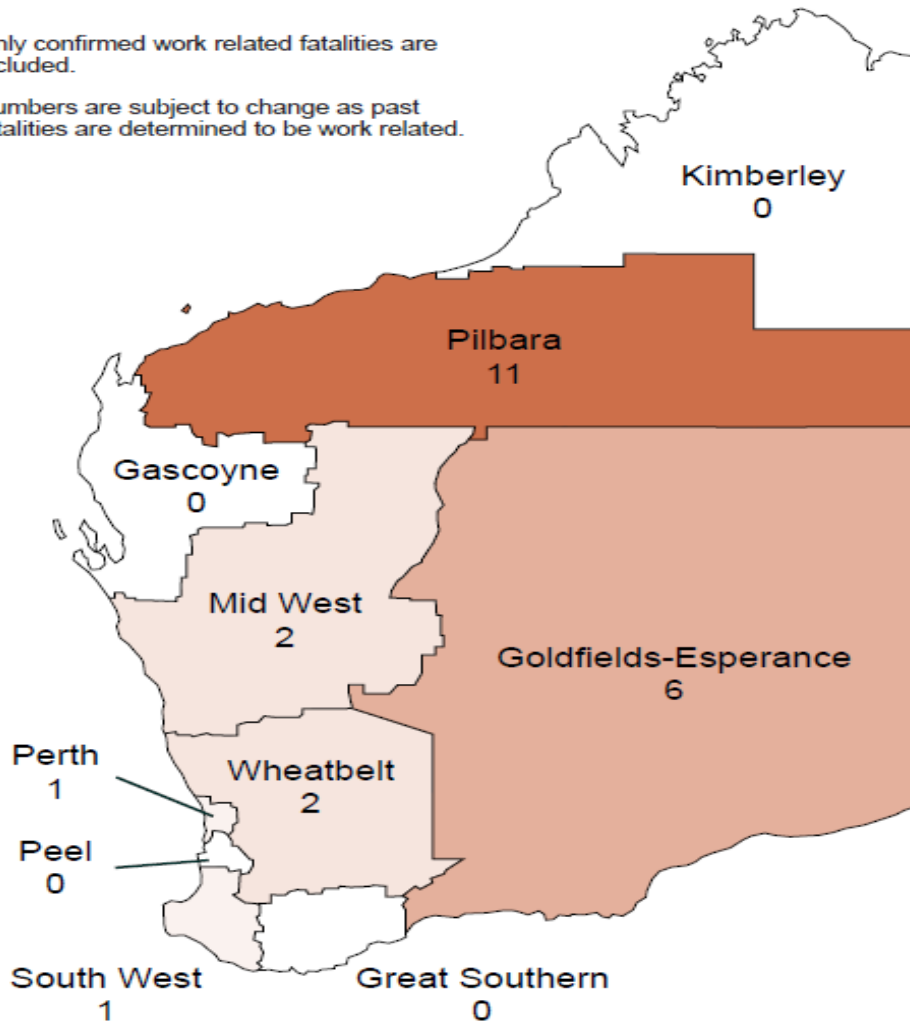 nly confirmed work related fatalities are
cluded.
umbers are subject to change as past
talities are determined to be work related.
Kimberley
0
Pilbara
11
Gascoyne
0
Mid West
2
Goldfields-Esperance
6
Perth
1
Wheatbelt
2
Peel
0
South West
1
Great Southern
0